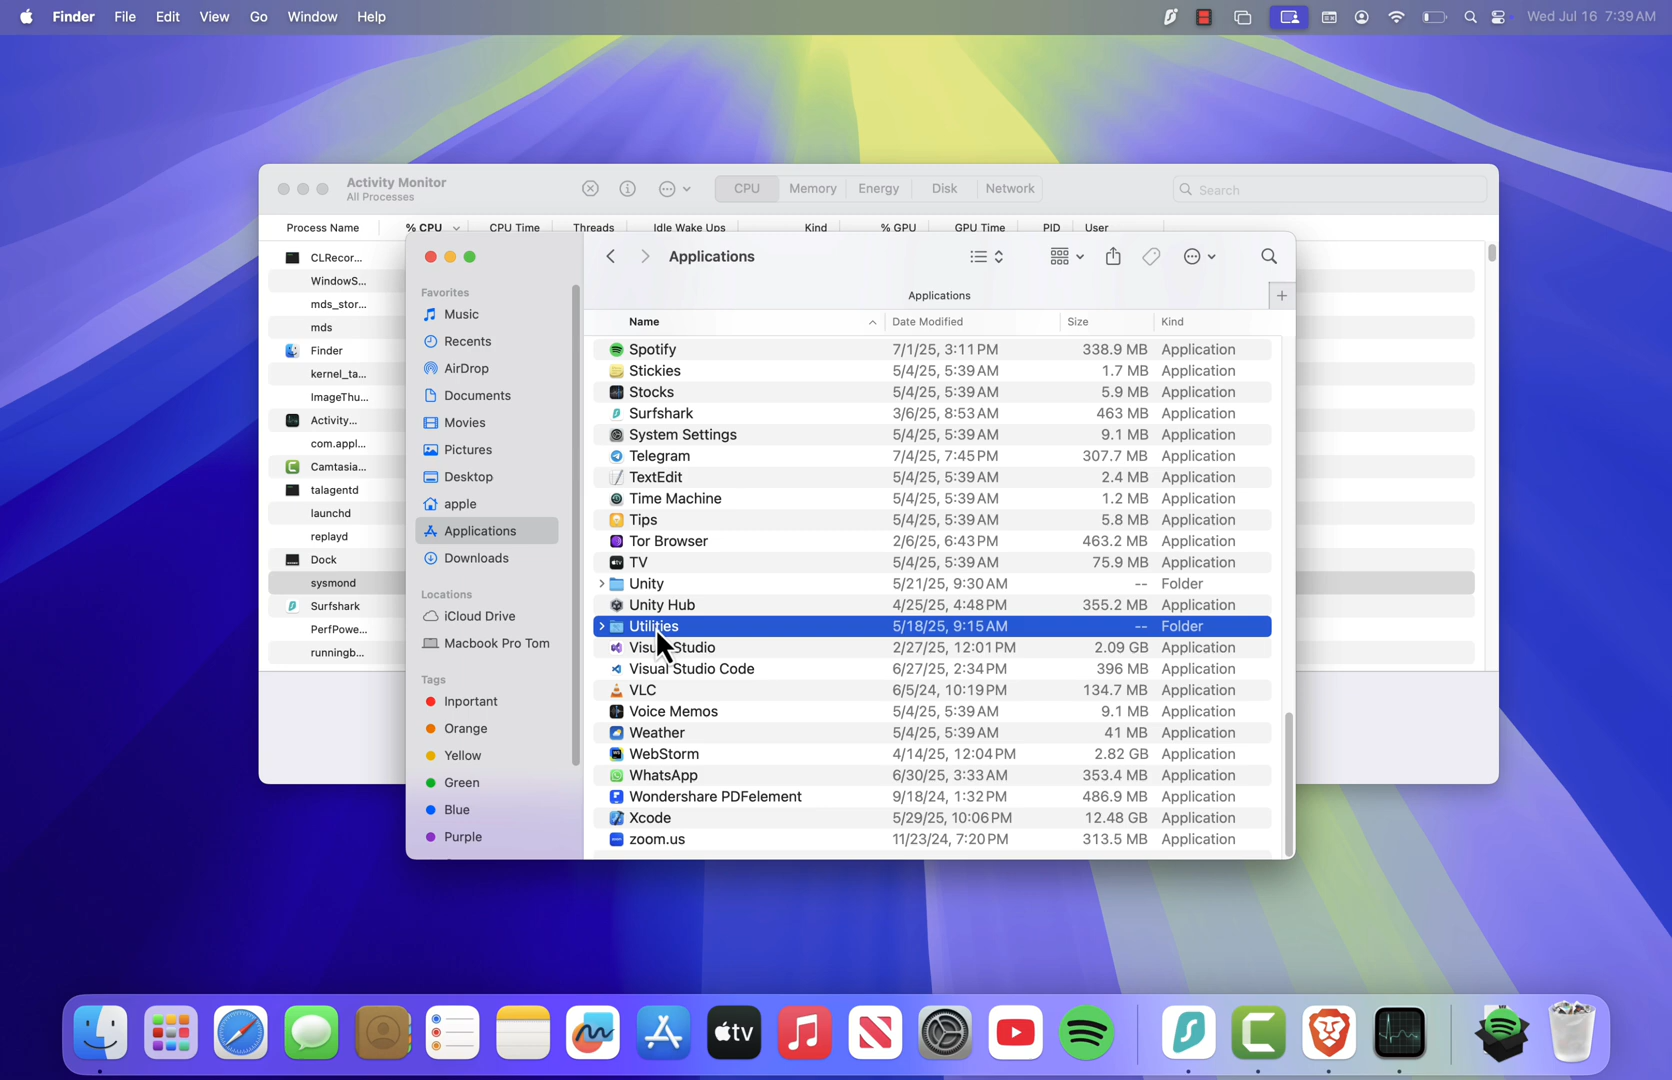 Finder File Edit View Go Window Help Wed Jul 16 7:39 AM
Activity Monitor
All Processes
CPU Memory Energy Disk Network Search
Process Name % CPU CPU Time Threads Idle Wake Ups Kind % GPU GPU Time PID User
CLRecor...
WindowS...
mds_stor...
mds
Finder
kernel_ta...
ImageThu...
Activity...
com.appl...
Camtasia...
talagentd
launchd
replayd
Dock
sysmond
Surfshark
PerfPowe...
runningb...
Favorites
Music
Recents
AirDrop
Documents
Movies
Pictures
Desktop
apple
Applications
Downloads
Locations
iCloud Drive
Macbook Pro Tom
Tags
Inportant
Orange
Yellow
Green
Blue
Purple
Applications
Applications
Name Date Modified Size Kind
Spotify 7/1/25, 3:11 PM 338.9 MB Application
Stickies 5/4/25, 5:39 AM 1.7 MB Application
Stocks 5/4/25, 5:39 AM 5.9 MB Application
Surfshark 3/6/25, 8:53 AM 463 MB Application
System Settings 5/4/25, 5:39 AM 9.1 MB Application
Telegram 7/4/25, 7:45 PM 307.7 MB Application
TextEdit 5/4/25, 5:39 AM 2.4 MB Application
Time Machine 5/4/25, 5:39 AM 1.2 MB Application
Tips 5/4/25, 5:39 AM 5.8 MB Application
Tor Browser 2/6/25, 6:43 PM 463.2 MB Application
TV 5/4/25, 5:39 AM 75.9 MB Application
Unity 5/21/25, 9:30 AM -- Folder
Unity Hub 4/25/25, 4:48 PM 355.2 MB Application
Utilities 5/18/25, 9:15 AM -- Folder
Visual Studio 2/27/25, 12:01 PM 2.09 GB Application
Visual Studio Code 6/27/25, 2:34 PM 396 MB Application
VLC 6/5/24, 10:19 PM 134.7 MB Application
Voice Memos 5/4/25, 5:39 AM 9.1 MB Application
Weather 5/4/25, 5:39 AM 41 MB Application
WebStorm 4/14/25, 12:04 PM 2.82 GB Application
WhatsApp 6/30/25, 3:33 AM 353.4 MB Application
Wondershare PDFelement 9/18/24, 1:32 PM 486.9 MB Application
Xcode 5/29/25, 10:06 PM 12.48 GB Application
zoom.us 11/23/24, 7:20 PM 313.5 MB Application
tv